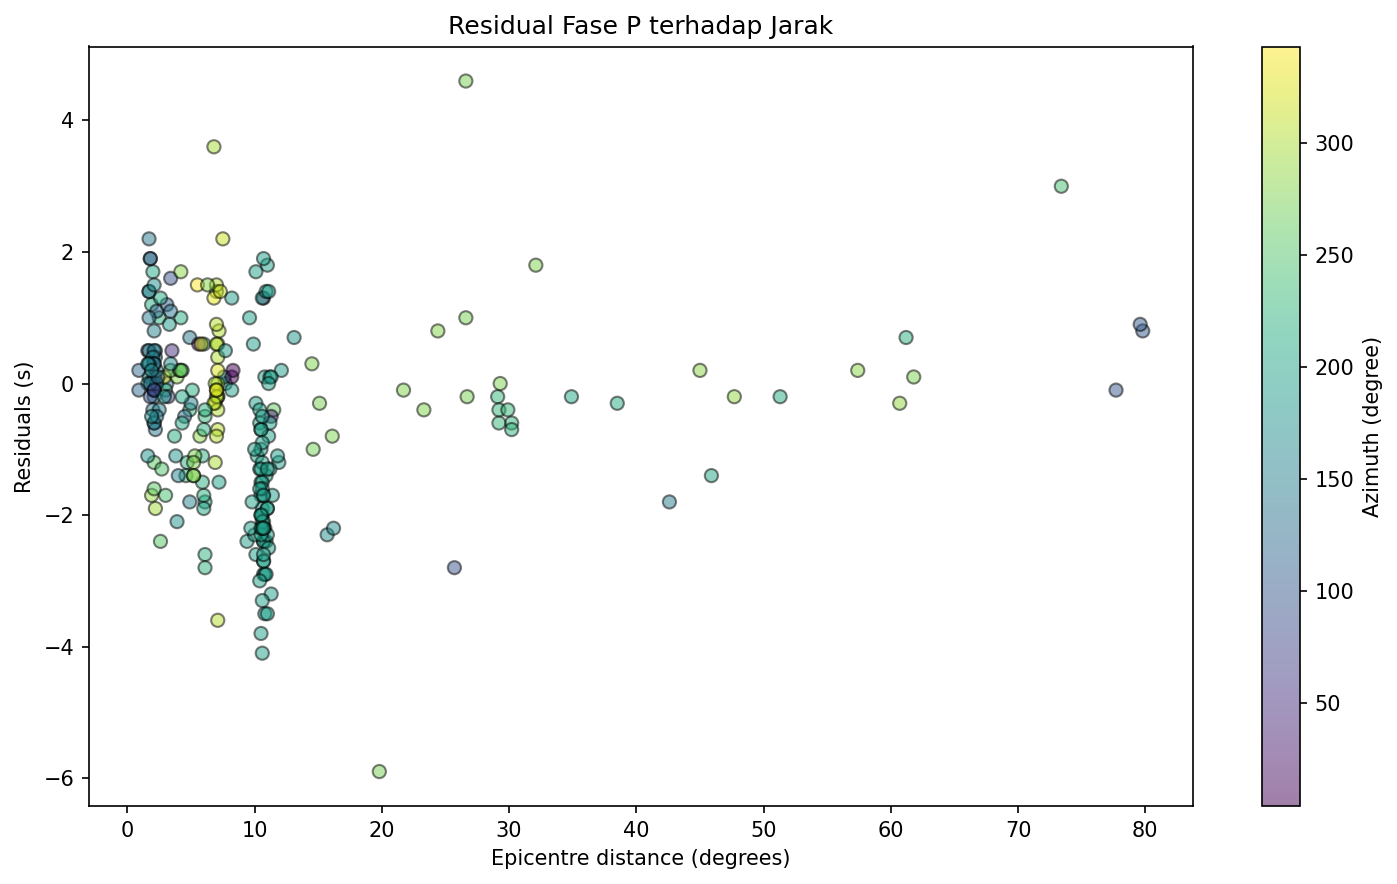 Residual Fase P terhadap Jarak
Residuals (s)
4
2
0
−2
−4
−6
0 10 20 30 40 50 60 70 80
Epicentre distance (degrees)
300
250
200
150
100
50
Azimuth (degree)